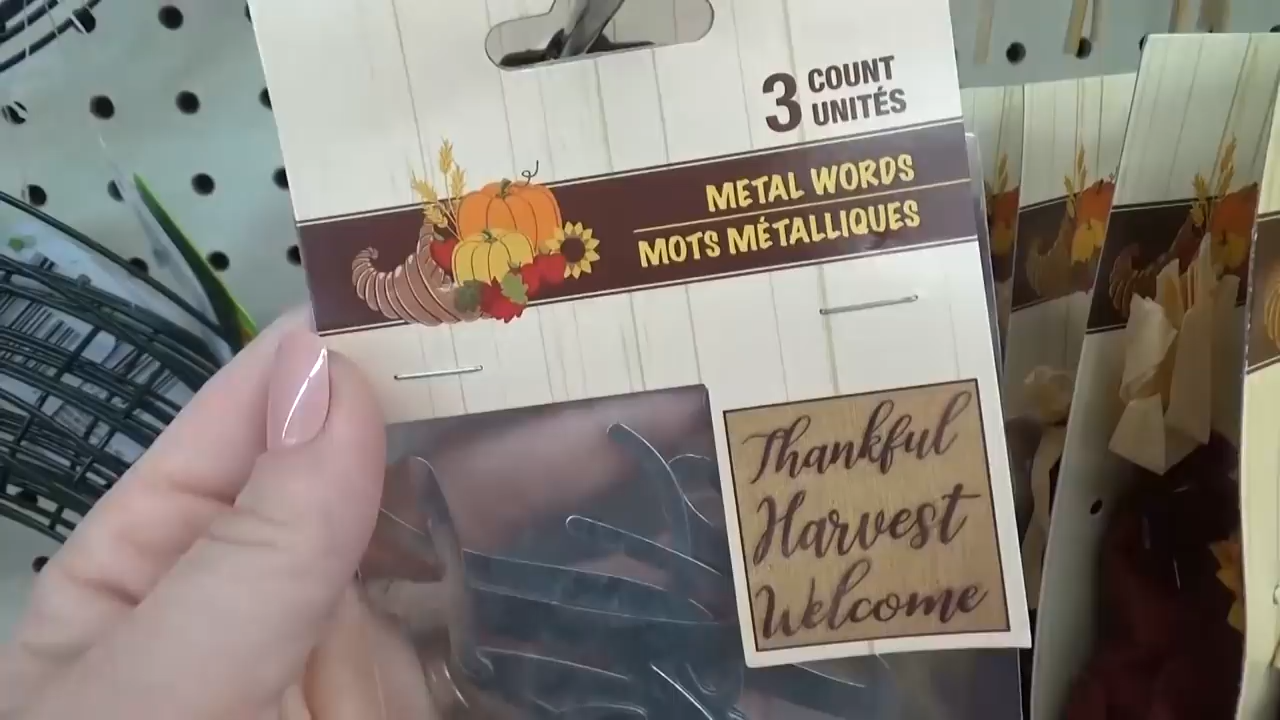 3 COUNT
UNITÉS
METAL WORDS
MOTS MÉTALLIQUES
Thankful
Harvest
Welcome